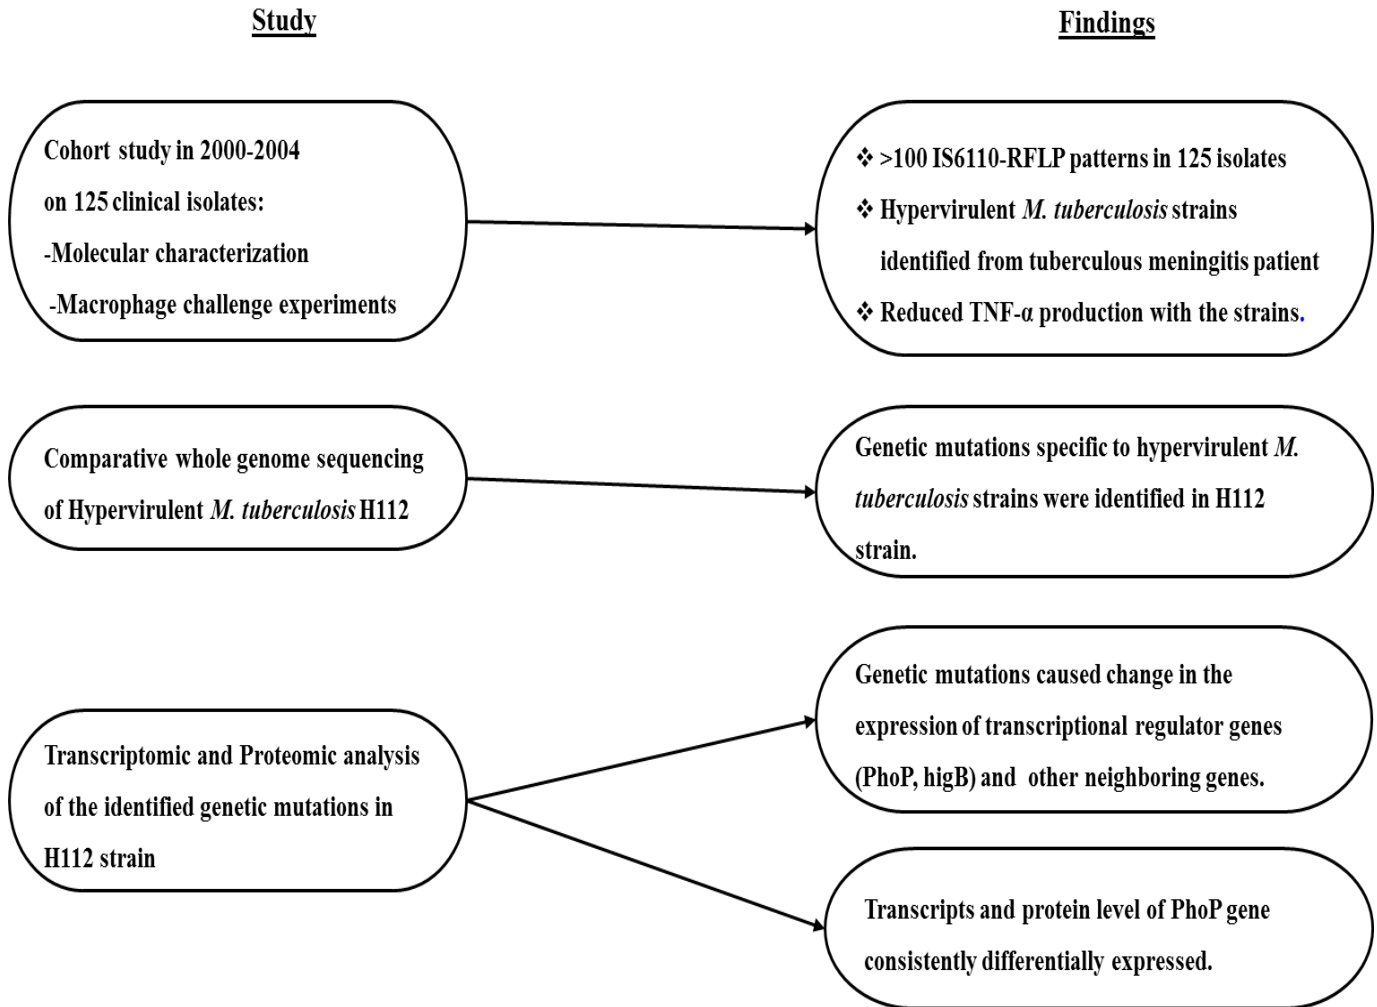 Study
Findings
Cohort study in 2000-2004
on 125 clinical isolates:
-Molecular characterization
-Macrophage challenge experiments
❖ >100 IS6110-RFLP patterns in 125 isolates
❖ Hypervirulent M. tuberculosis strains
identified from tuberculous meningitis patient
❖ Reduced TNF-α production with the strains.
Comparative whole genome sequencing
of Hypervirulent M. tuberculosis H112
Genetic mutations specific to hypervirulent M.
tuberculosis strains were identified in H112
strain.
Transcriptomic and Proteomic analysis
of the identified genetic mutations in
H112 strain
Genetic mutations caused change in the
expression of transcriptional regulator genes
(PhoP, higB) and other neighboring genes.
Transcripts and protein level of PhoP gene
consistently differentially expressed.